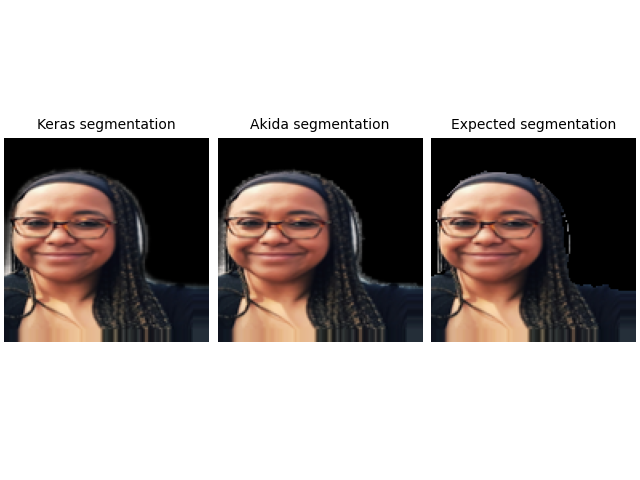 Keras segmentation
Akida segmentation
Expected segmentation